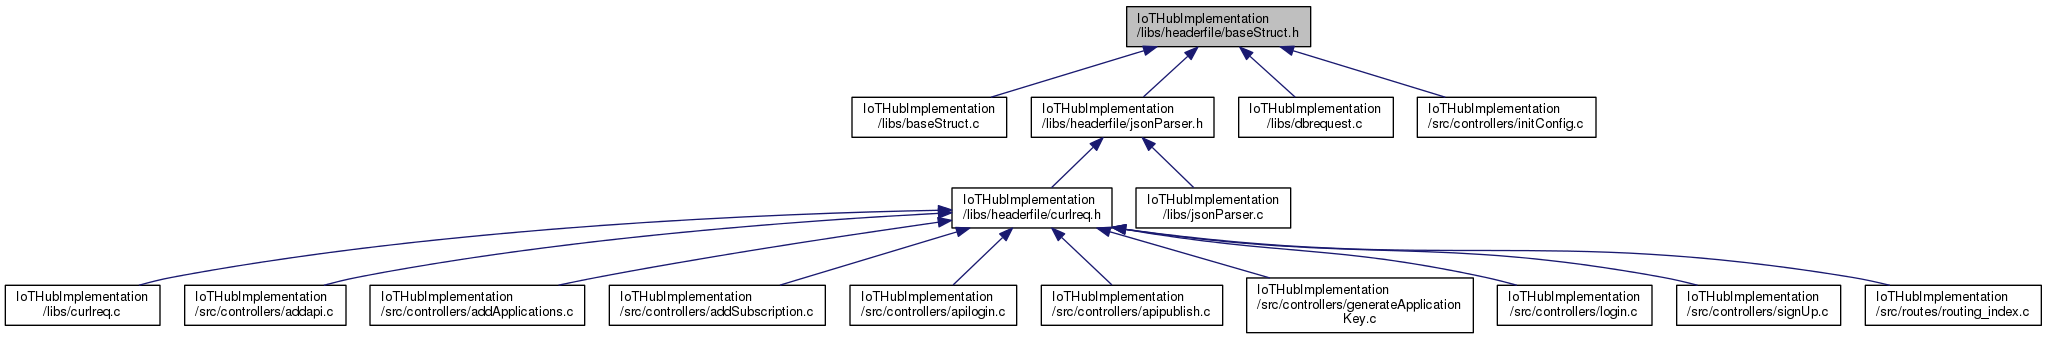 IoTHubImplementation
/libs/headerfile/baseStruct.h
IoTHubImplementation
/libs/baseStruct.c
IoTHubImplementation
/libs/headerfile/jsonParser.h
IoTHubImplementation
/libs/dbrequest.c
IoTHubImplementation
/src/controllers/initConfig.c
IoTHubImplementation
/libs/headerfile/curlreq.h
IoTHubImplementation
/libs/jsonParser.c
IoTHubImplementation
/libs/curlreq.c
IoTHubImplementation
/src/controllers/addapi.c
IoTHubImplementation
/src/controllers/addApplications.c
IoTHubImplementation
/src/controllers/addSubscription.c
IoTHubImplementation
/src/controllers/apilogin.c
IoTHubImplementation
/src/controllers/apipublish.c
IoTHubImplementation
/src/controllers/generateApplication
Key.c
IoTHubImplementation
/src/controllers/login.c
IoTHubImplementation
/src/controllers/signUp.c
IoTHubImplementation
/src/routes/routing_index.c